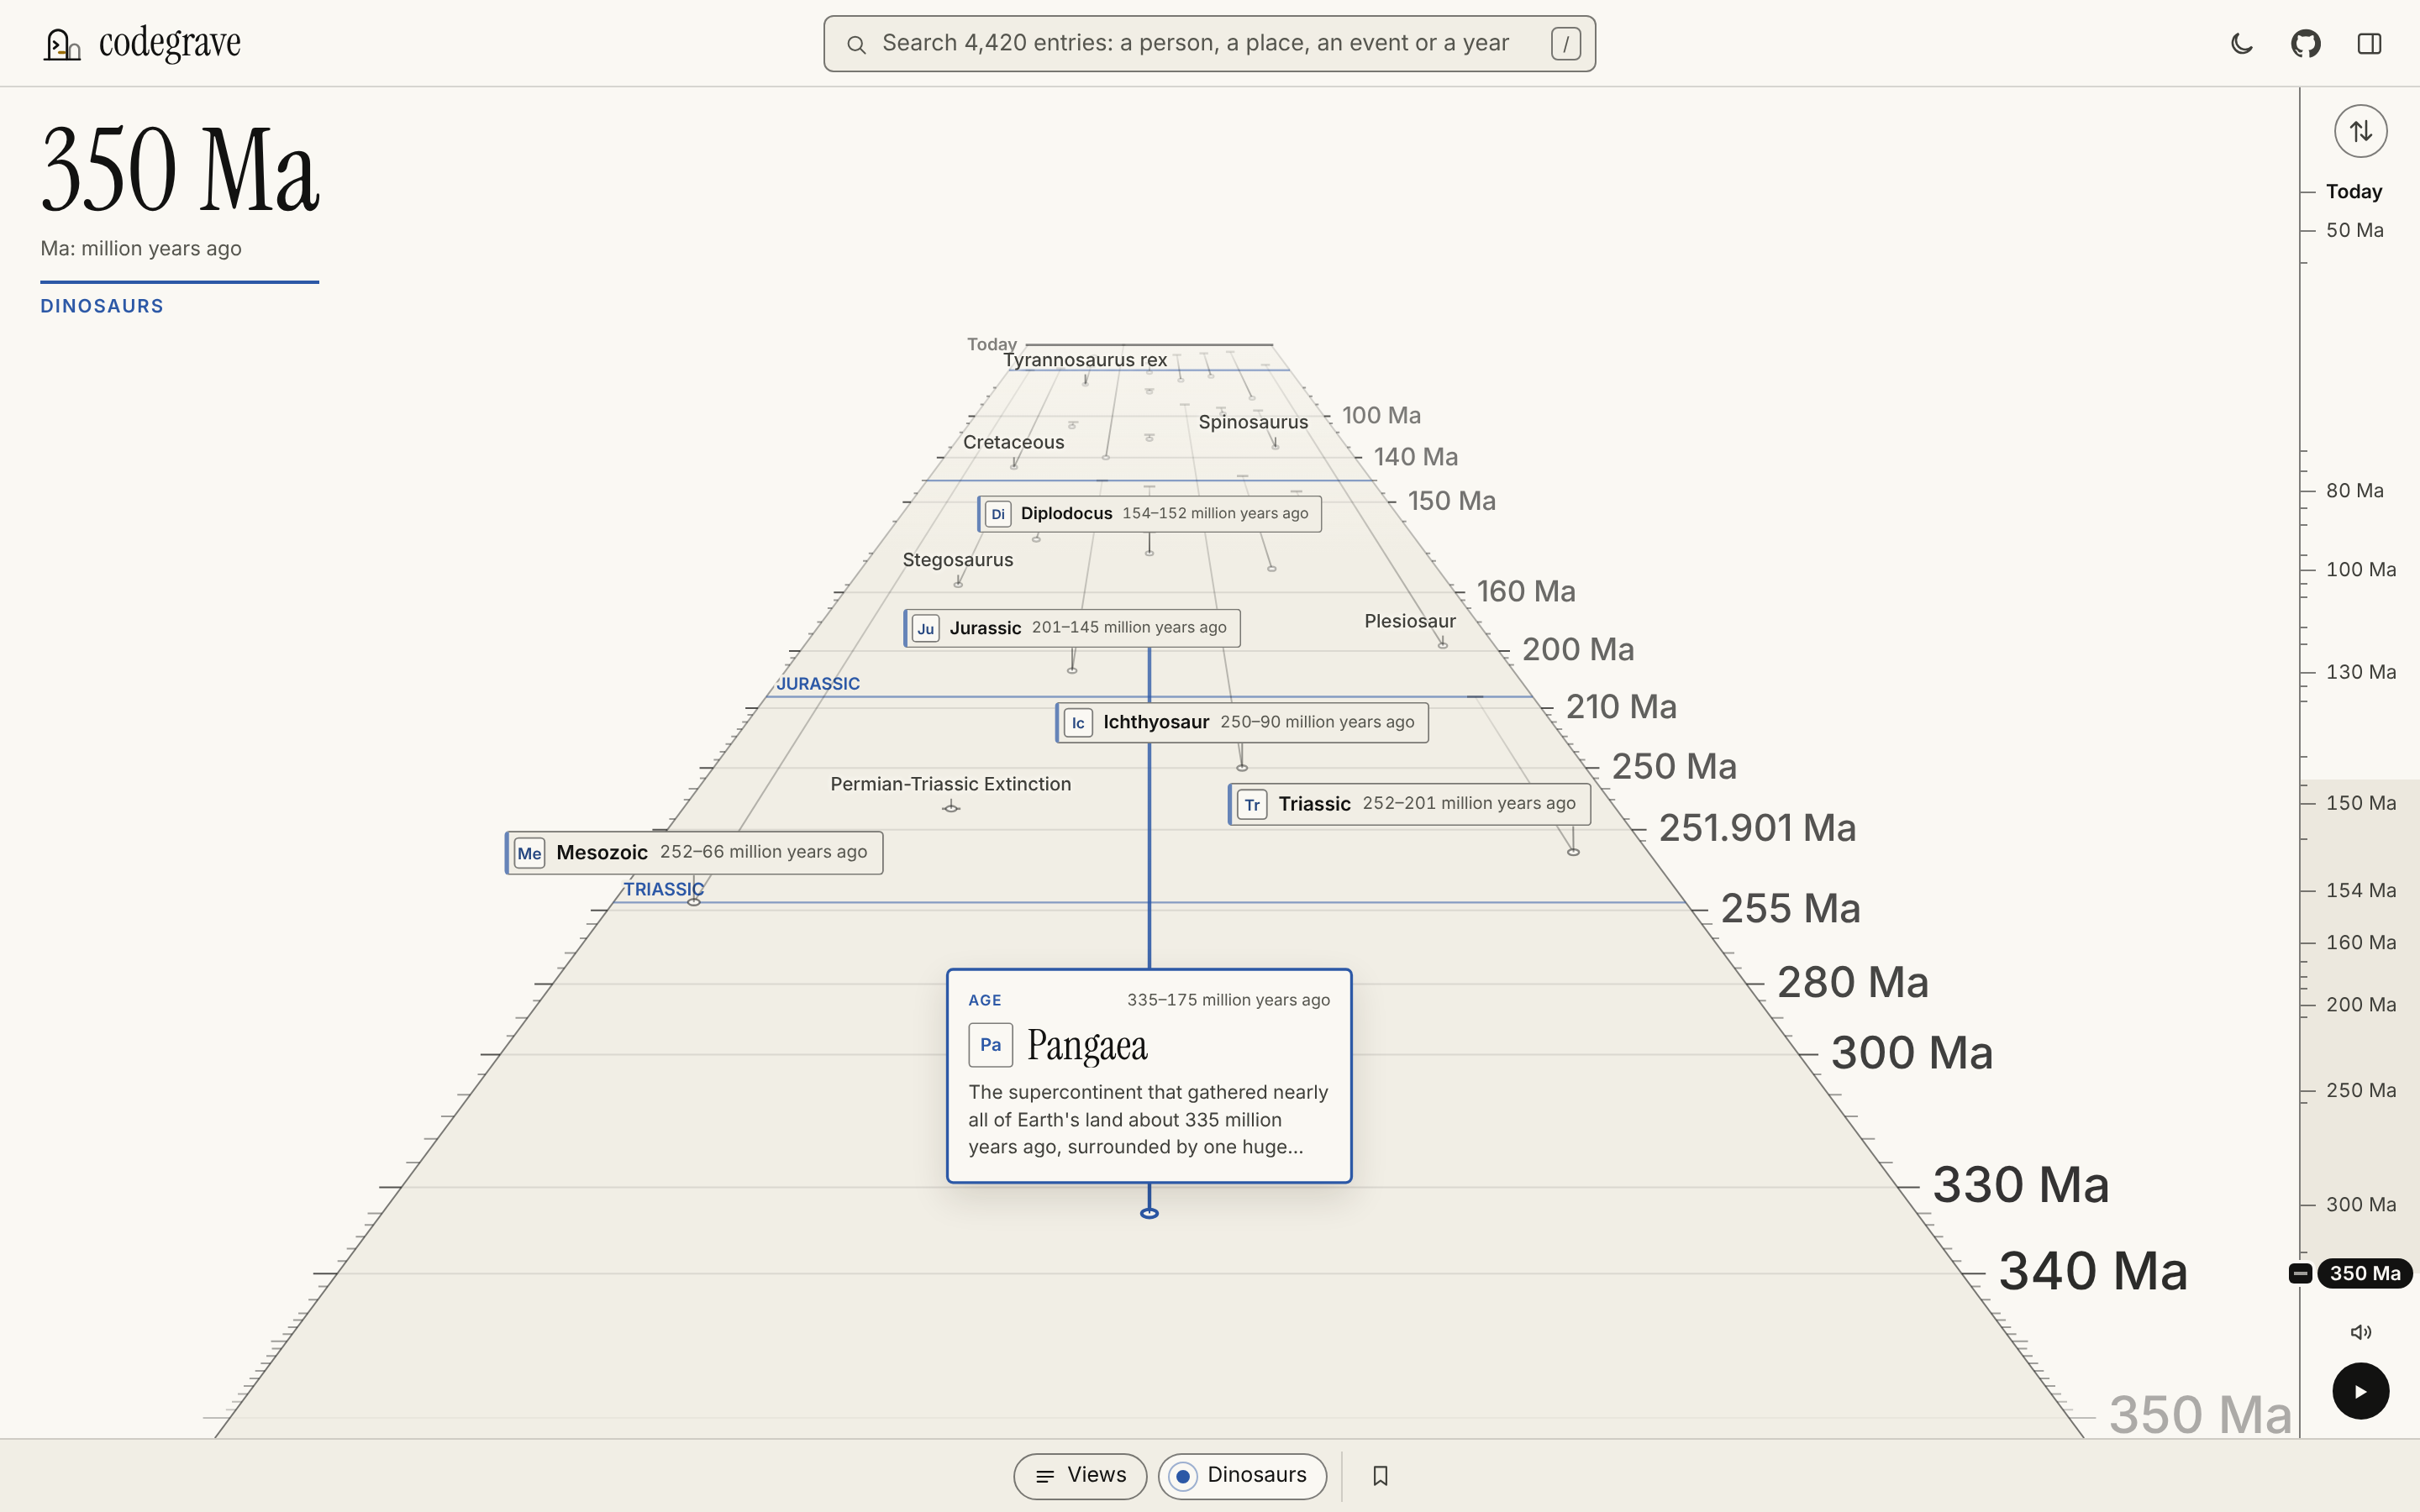 codegrave
Search 4,420 entries: a person, a place, an event or a year
/
350 Ma
Ma: million years ago
DINOSAURS
Today
Tyrannosaurus rex
100 Ma
Spinosaurus
Cretaceous
140 Ma
150 Ma
Di Diplodocus 154–152 million years ago
Stegosaurus
160 Ma
Plesiosaur
Ju Jurassic 201–145 million years ago
200 Ma
JURASSIC
210 Ma
Ic Ichthyosaur 250–90 million years ago
250 Ma
Permian-Triassic Extinction
Tr Triassic 252–201 million years ago
251.901 Ma
Me Mesozoic 252–66 million years ago
TRIASSIC
255 Ma
280 Ma
AGE 335–175 million years ago
Pa Pangaea
The supercontinent that gathered nearly
all of Earth's land about 335 million
years ago, surrounded by one huge...
300 Ma
330 Ma
340 Ma
350 Ma
Today
50 Ma
80 Ma
100 Ma
130 Ma
150 Ma
154 Ma
160 Ma
200 Ma
250 Ma
300 Ma
350 Ma
Views
Dinosaurs